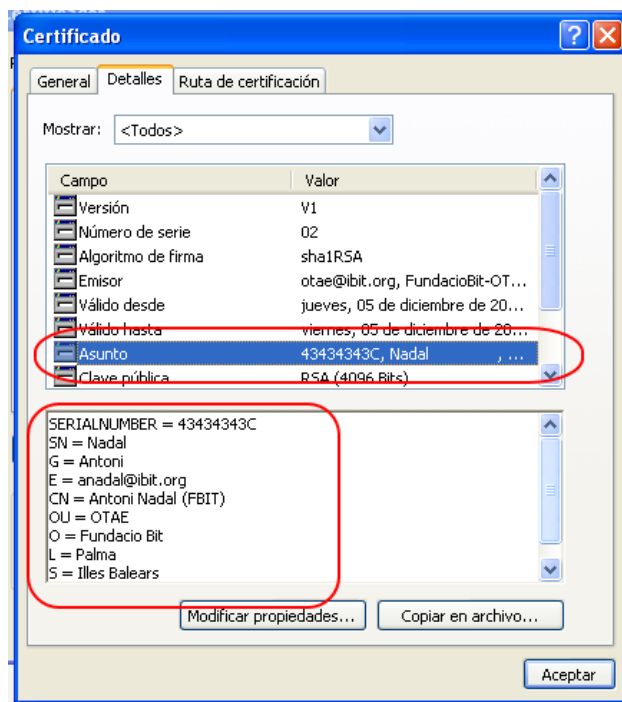 Certificado
General Detalles Ruta de certificación
Mostrar: <Todos>
Campo Valor
Versión V1
Número de serie 02
Algoritmo de firma sha1RSA
Emisor otae@ibit.org, FundacioBit-OT...
Válido desde jueves, 05 de diciembre de 20...
Válido hasta viernes, 05 de diciembre de 20...
Asunto 43434343C, Nadal , ...
Clave pública RSA (4096 Bits)
SERIALNUMBER = 43434343C
SN = Nadal
G = Antoni
E = anadal@ibit.org
CN = Antoni Nadal (FBIT)
OU = OTAE
O = Fundacio Bit
L = Palma
S = Illes Balears
Modificar propiedades... Copiar en archivo...
Aceptar